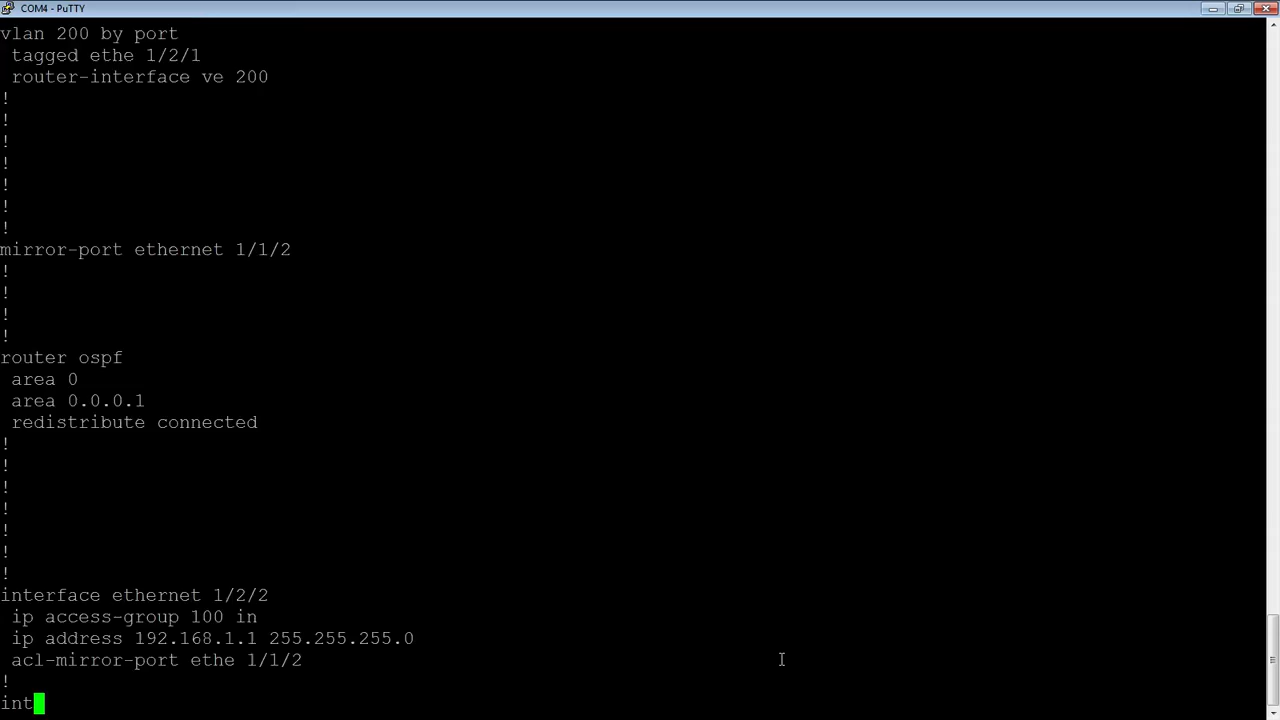 COM4 - PuTTY
vlan 200 by port
tagged ethe 1/2/1
router-interface ve 200
!
!
!
!
!
!
!
mirror-port ethernet 1/1/2
!
!
!
!
router ospf
area 0
area 0.0.0.1
redistribute connected
!
!
!
!
!
!
!
interface ethernet 1/2/2
ip access-group 100 in
ip address 192.168.1.1 255.255.255.0
acl-mirror-port ethe 1/1/2
!
int